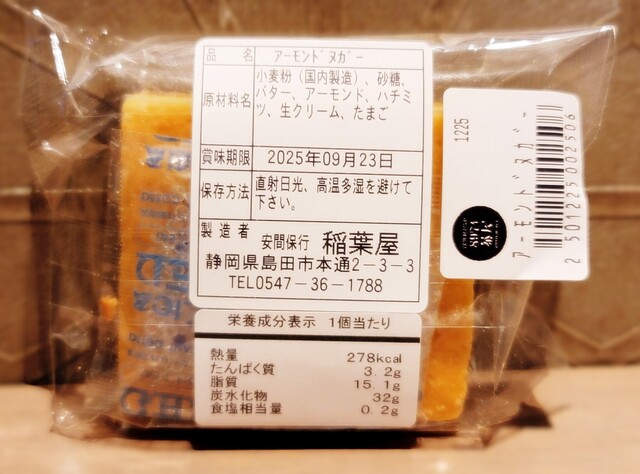 品名 アーモンドﾞヌガﾞー
原材料名 小麦粉（国内製造）、砂糖、
バター、アーモンド、ハチミ
ツ、生クリーム、たまご
賞味期限 2025年09月23日
保存方法 直射日光、高温多湿を避けて
下さい。
製造者 安間保行 稲葉屋
静岡県島田市本通2－3－3
TEL0547－36－1788
栄養成分表示 1個当たり
熱量 278kcal
たんぱく質 3.2g
脂質 15.1g
炭水化物 32g
食塩相当量 0.2g
1225
アーモンドﾞヌガﾞー
2 501225 002506
tea